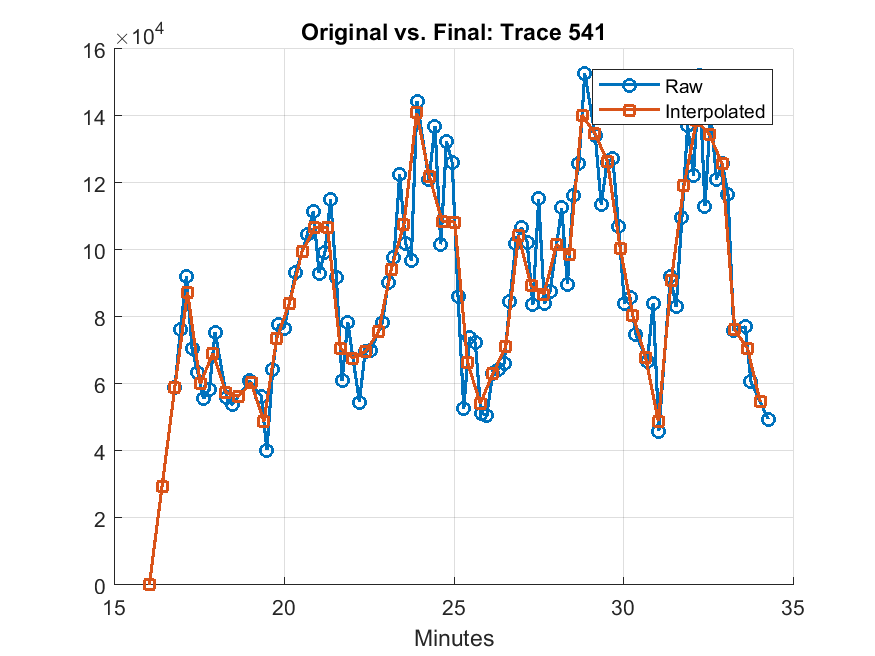 Original vs. Final: Trace 541
×10⁴
16
14
12
10
8
6
4
2
0
15 20 25 30 35
Minutes
Raw
Interpolated